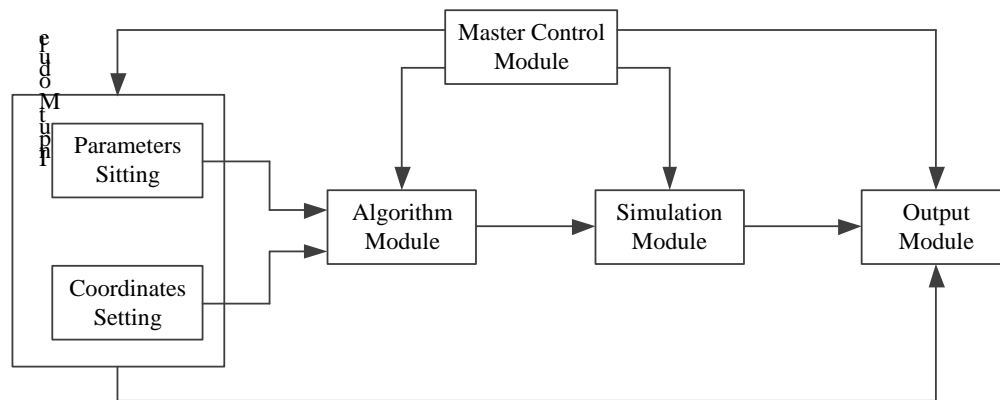 Master Control
Module
Input Module
Parameters
Sitting
Algorithm
Module
Simulation
Module
Output
Module
Coordinates
Setting